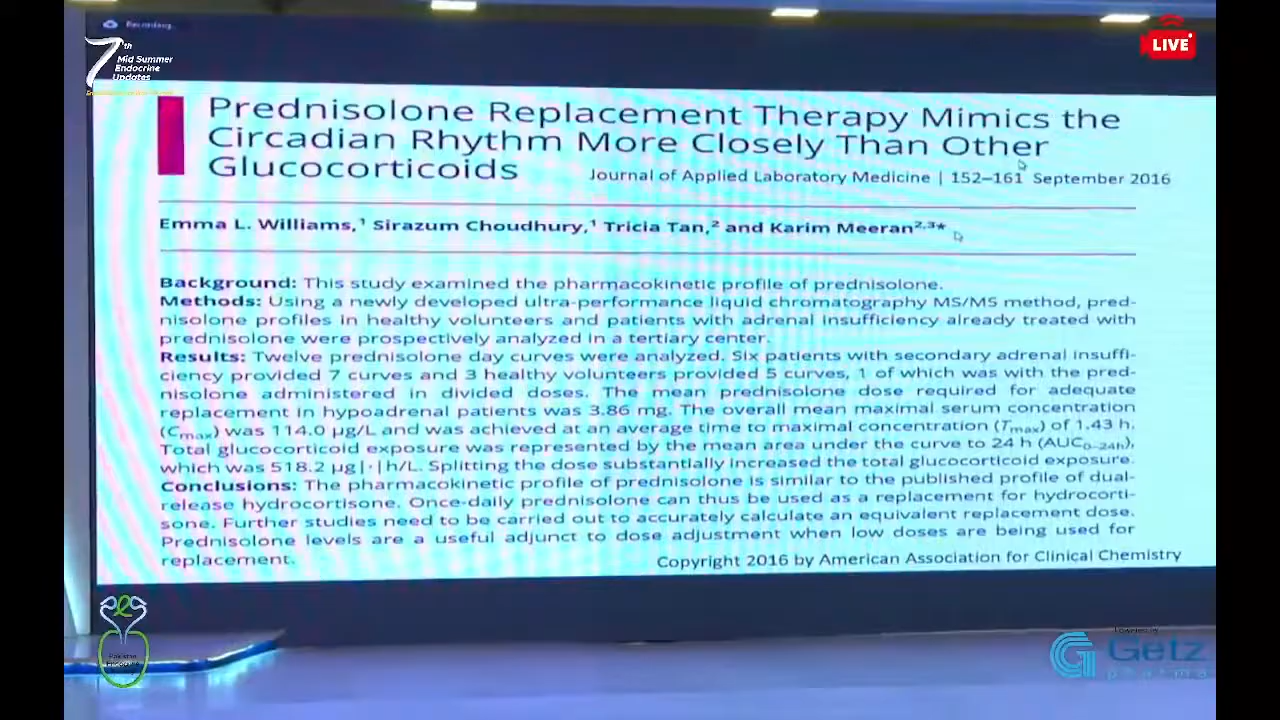 Recording...
7th
Mid Summer
Endocrine
Updates
LIVE
Prednisolone Replacement Therapy Mimics the
Circadian Rhythm More Closely Than Other
Glucocorticoids
Journal of Applied Laboratory Medicine | 152–161 September 2016
Emma L. Williams,¹ Sirazum Choudhury,¹ Tricia Tan,² and Karim Meeran²,³*
Background: This study examined the pharmacokinetic profile of prednisolone.
Methods: Using a newly developed ultra-performance liquid chromatography MS/MS method, pred-
nisolone profiles in healthy volunteers and patients with adrenal insufficiency already treated with
prednisolone were prospectively analyzed in a tertiary center.
Results: Twelve prednisolone day curves were analyzed. Six patients with secondary adrenal insuffi-
ciency provided 7 curves and 3 healthy volunteers provided 5 curves, 1 of which was with the pred-
nisolone administered in divided doses. The mean prednisolone dose required for adequate
replacement in hypoadrenal patients was 3.86 mg. The overall mean maximal serum concentration
(Cmax) was 114.0 µg/L and was achieved at an average time to maximal concentration (Tmax) of 1.43 h.
Total glucocorticoid exposure was represented by the mean area under the curve to 24 h (AUC0–24h),
which was 518.2 µg|·|h/L. Splitting the dose substantially increased the total glucocorticoid exposure.
Conclusions: The pharmacokinetic profile of prednisolone is similar to the published profile of dual-
release hydrocortisone. Once-daily prednisolone can thus be used as a replacement for hydrocorti-
sone. Further studies need to be carried out to accurately calculate an equivalent replacement dose.
Prednisolone levels are a useful adjunct to dose adjustment when low doses are being used for
replacement.
Copyright 2016 by American Association for Clinical Chemistry
Pakistan
Getz
pharma